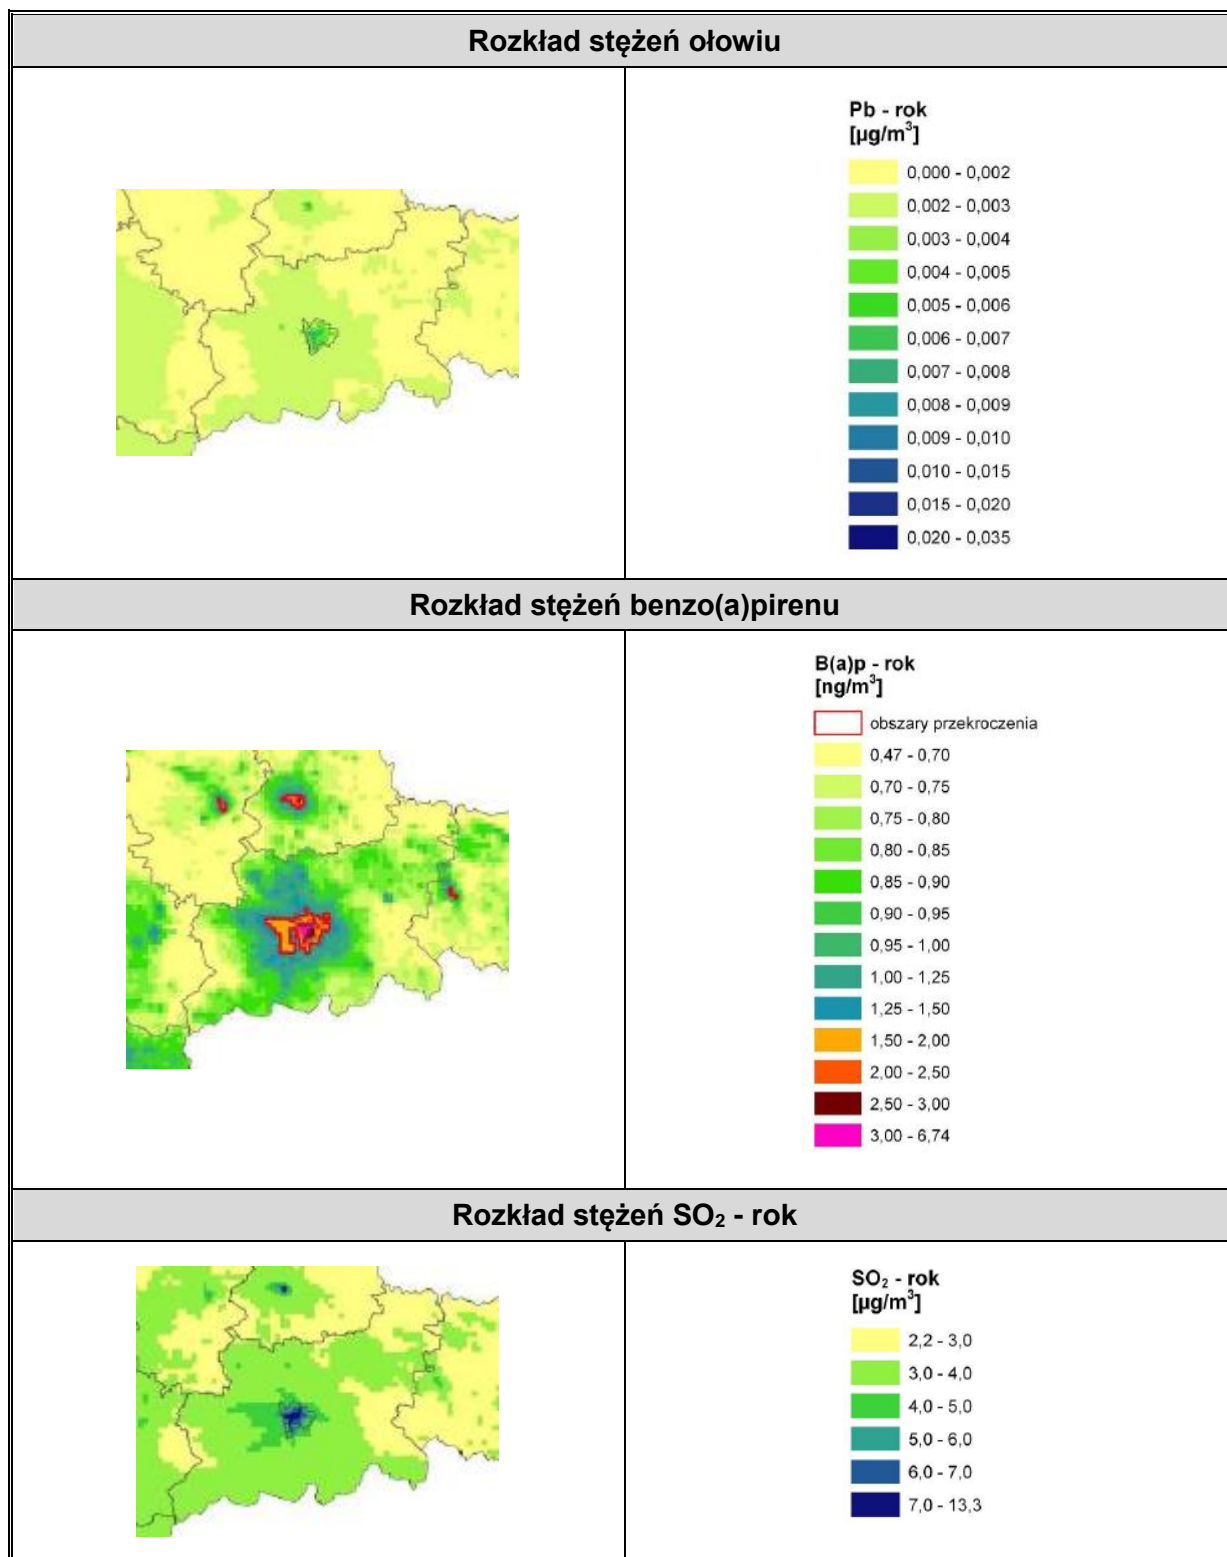 Rozkład stężeń ołowiu
Pb - rok
[µg/m³]
0,000 - 0,002
0,002 - 0,003
0,003 - 0,004
0,004 - 0,005
0,005 - 0,006
0,006 - 0,007
0,007 - 0,008
0,008 - 0,009
0,009 - 0,010
0,010 - 0,015
0,015 - 0,020
0,020 - 0,035
Rozkład stężeń benzo(a)pirenu
B(a)p - rok
[ng/m³]
obszary przekroczenia
0,47 - 0,70
0,70 - 0,75
0,75 - 0,80
0,80 - 0,85
0,85 - 0,90
0,90 - 0,95
0,95 - 1,00
1,00 - 1,25
1,25 - 1,50
1,50 - 2,00
2,00 - 2,50
2,50 - 3,00
3,00 - 6,74
Rozkład stężeń SO₂ - rok
SO₂ - rok
[µg/m³]
2,2 - 3,0
3,0 - 4,0
4,0 - 5,0
5,0 - 6,0
6,0 - 7,0
7,0 - 13,3